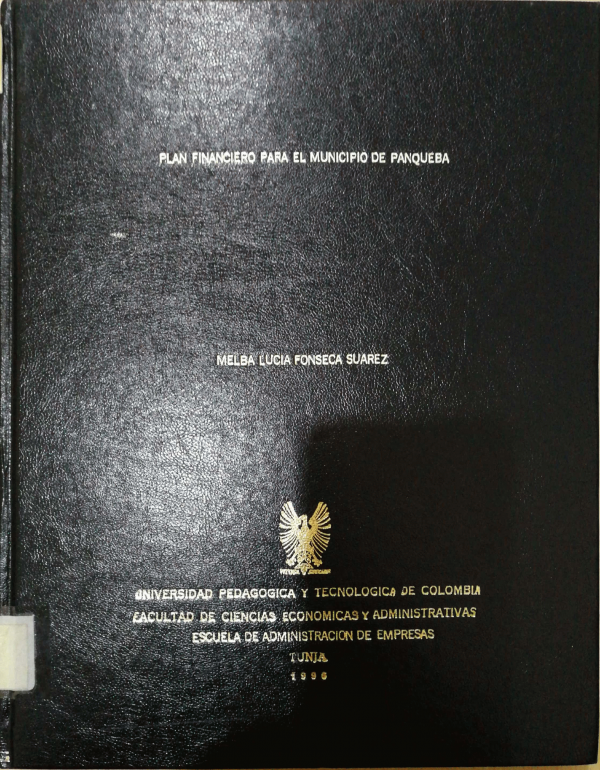 PLAN FINANCIERO PARA EL MUNICIPIO DE PANQUEBA
MELBA LUCIA FONSECA SUAREZ
UNIVERSIDAD PEDAGOGICA Y TECNOLOGICA DE COLOMBIA
FACULTAD DE CIENCIAS ECONOMICAS Y ADMINISTRATIVAS
ESCUELA DE ADMINISTRACION DE EMPRESAS
TUNJA